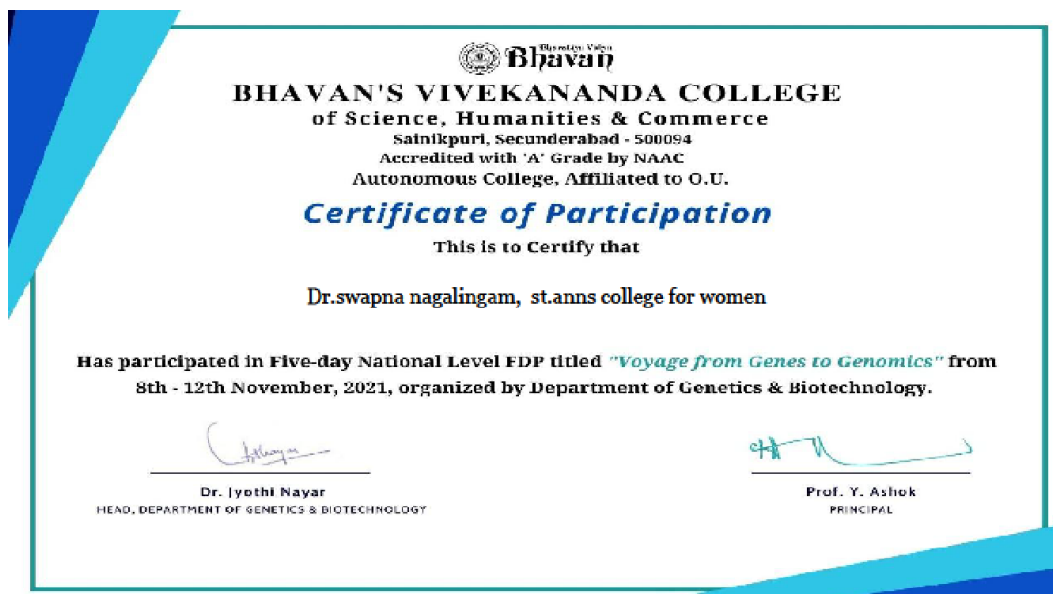 Bharatiya Vidya
Bhavan
BHAVAN'S VIVEKANANDA COLLEGE
of Science, Humanities & Commerce
Sainikpuri, Secunderabad - 500094
Accredited with 'A' Grade by NAAC
Autonomous College, Affiliated to O.U.
Certificate of Participation
This is to Certify that
Dr.swapna nagalingam, st.anns college for women
Has participated in Five-day National Level FDP titled "Voyage from Genes to Genomics" from
8th - 12th November, 2021, organized by Department of Genetics & Biotechnology.
Dr. Jyothi Nayar
HEAD, DEPARTMENT OF GENETICS & BIOTECHNOLOGY
Prof. Y. Ashok
PRINCIPAL